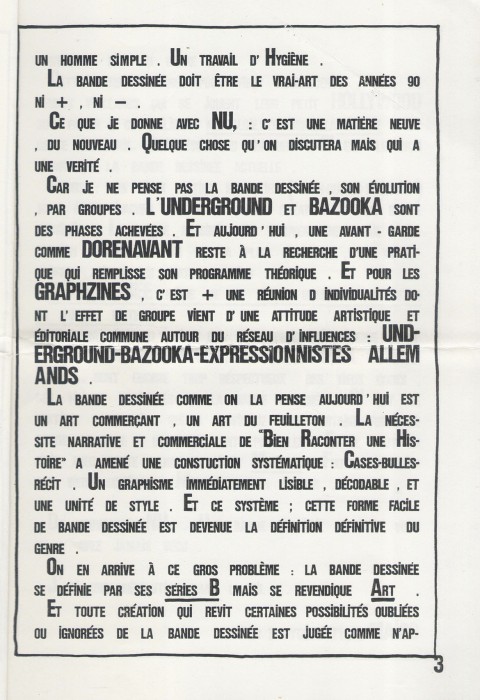 UN HOMME SIMPLE . UN TRAVAIL D' HYGIÈNE .
LA BANDE DESSINÉE DOIT ÊTRE LE VRAI-ART DES ANNÉES 90
NI + , NI — .
CE QUE JE DONNE AVEC NU, : C' EST UNE MATIÉRE NEUVE
, DU NOUVEAU . QUELQUE CHOSE QU' ON DISCUTERA MAIS QUI A
UNE VERITÉ .
CAR JE NE PENSE PAS LA BANDE DESSINÉE , SON ÉVOLUTION
, PAR GROUPES . L'UNDERGROUND ET BAZOOKA SONT
DES PHASES ACHEVÉES . ET AUJOURD' HUI , UNE AVANT - GARDE
COMME DORENAVANT RESTE À LA RECHERCHE D'UNE PRATI-
QUE QUI REMPLISSE SON PROGRAMME THÉORIQUE . ET POUR LES
GRAPHZINES , C' EST + UNE RÉUNION D INDIVIDUALITÉS DO-
NT L' EFFET DE GROUPE VIENT D' UNE ATTITUDE ARTISTIQUE ET
ÉDITORIALE COMMUNE AUTOUR DU RÉSEAU D' INFLUENCES : UND-
ERGROUND-BAZOOKA-EXPRESSIONNISTES ALLEM
ANDS .
LA BANDE DESSINÉE COMME ON LA PENSE AUJOURD' HUI EST
UN ART COMMERÇANT , UN ART DU FEUILLETON . LA NÉCES-
SITE NARRATIVE ET COMMERCIALE DE "BIEN RACONTER UNE HIS-
TOIRE" A AMENÉ UNE CONSTUCTION SYSTÉMATIQUE : CASES-BULLES-
RÉCIT . UN GRAPHISME IMMÉDIATEMENT LISIBLE , DÉCODABLE , ET
UNE UNITÉ DE STYLE . ET CE SYSTÈME ; CETTE FORME FACILE
DE BANDE DESSINÉE EST DEVENUE LA DÉFINITION DÉFINITIVE DU
GENRE .
ON EN ARRIVE À CE GROS PROBLÈME : LA BANDE DESSINÉE
SE DÉFINIE PAR SES SÉRIES B MAIS SE REVENDIQUE ART .
ET TOUTE CRÉATION QUI REVIT CERTAINES POSSIBILITÉS OUBLIÉES
OU IGNORÉES DE LA BANDE DESSINÉE EST JUGÉE COMME N'AP-
3